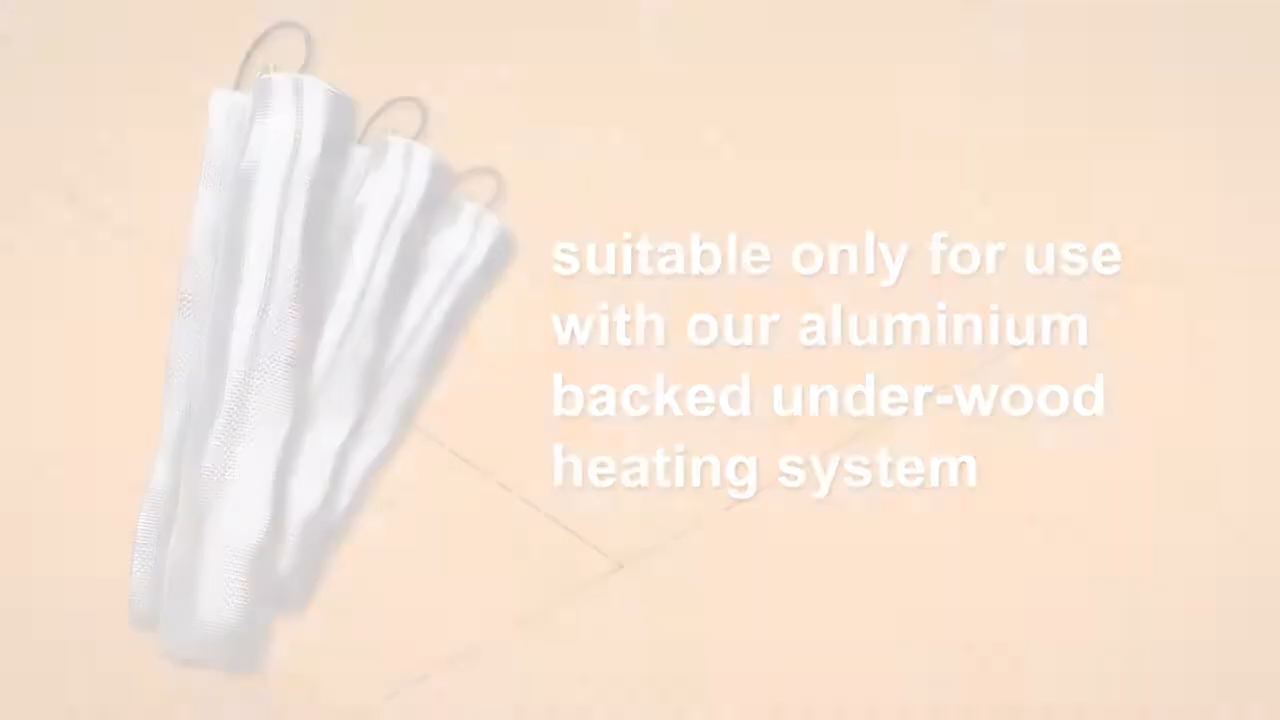 suitable only for use
with our aluminium
backed under-wood
heating system